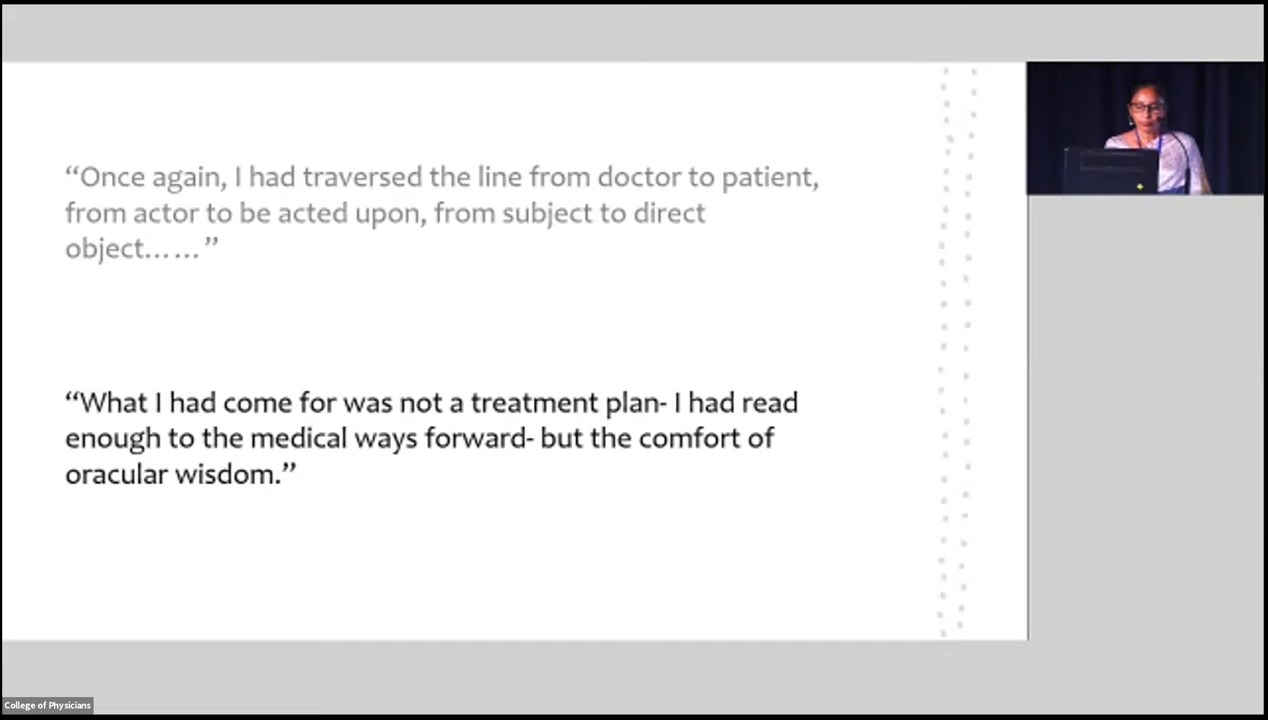 “Once again, I had traversed the line from doctor to patient,
from actor to be acted upon, from subject to direct
object……”
“What I had come for was not a treatment plan- I had read
enough to the medical ways forward- but the comfort of
oracular wisdom.”
College of Physicians